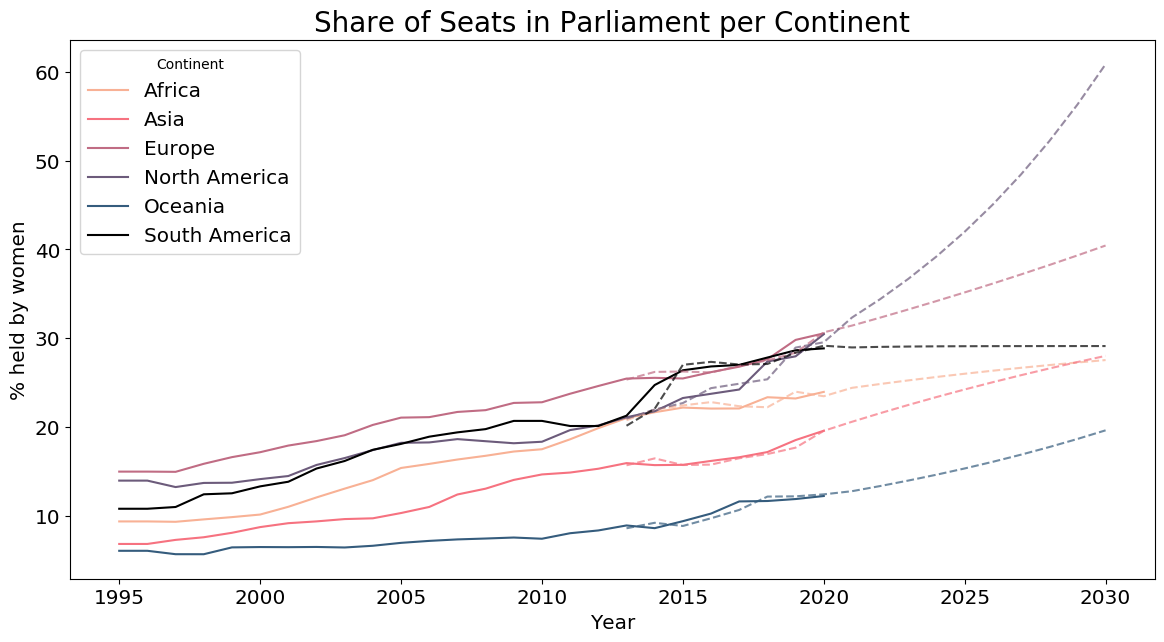 Share of Seats in Parliament per Continent
Continent
Africa
Asia
Europe
North America
Oceania
South America
% held by women
60
50
40
30
20
10
1995 2000 2005 2010 2015 2020 2025 2030
Year